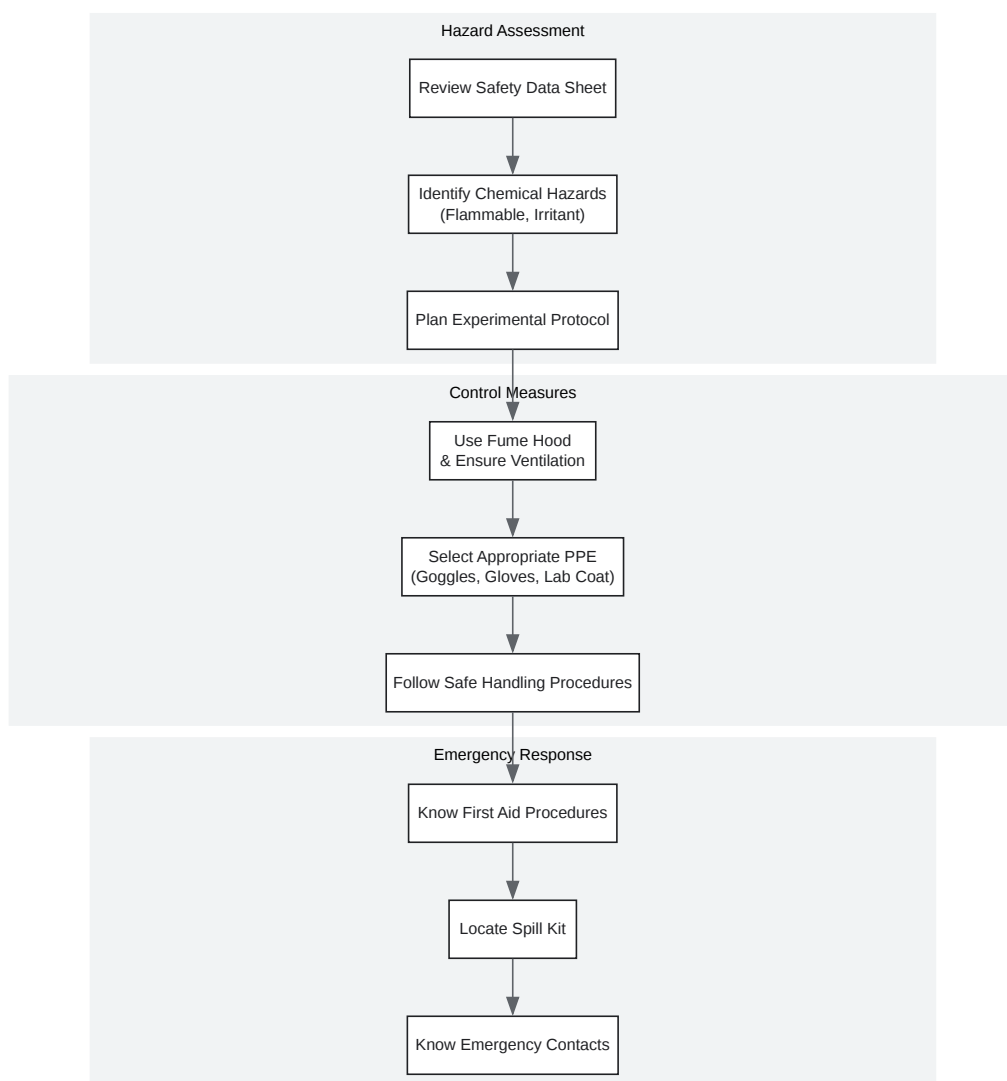 Hazard Assessment
Review Safety Data Sheet
Identify Chemical Hazards
(Flammable, Irritant)
Plan Experimental Protocol
Control Measures
Use Fume Hood
& Ensure Ventilation
Select Appropriate PPE
(Goggles, Gloves, Lab Coat)
Follow Safe Handling Procedures
Emergency Response
Know First Aid Procedures
Locate Spill Kit
Know Emergency Contacts